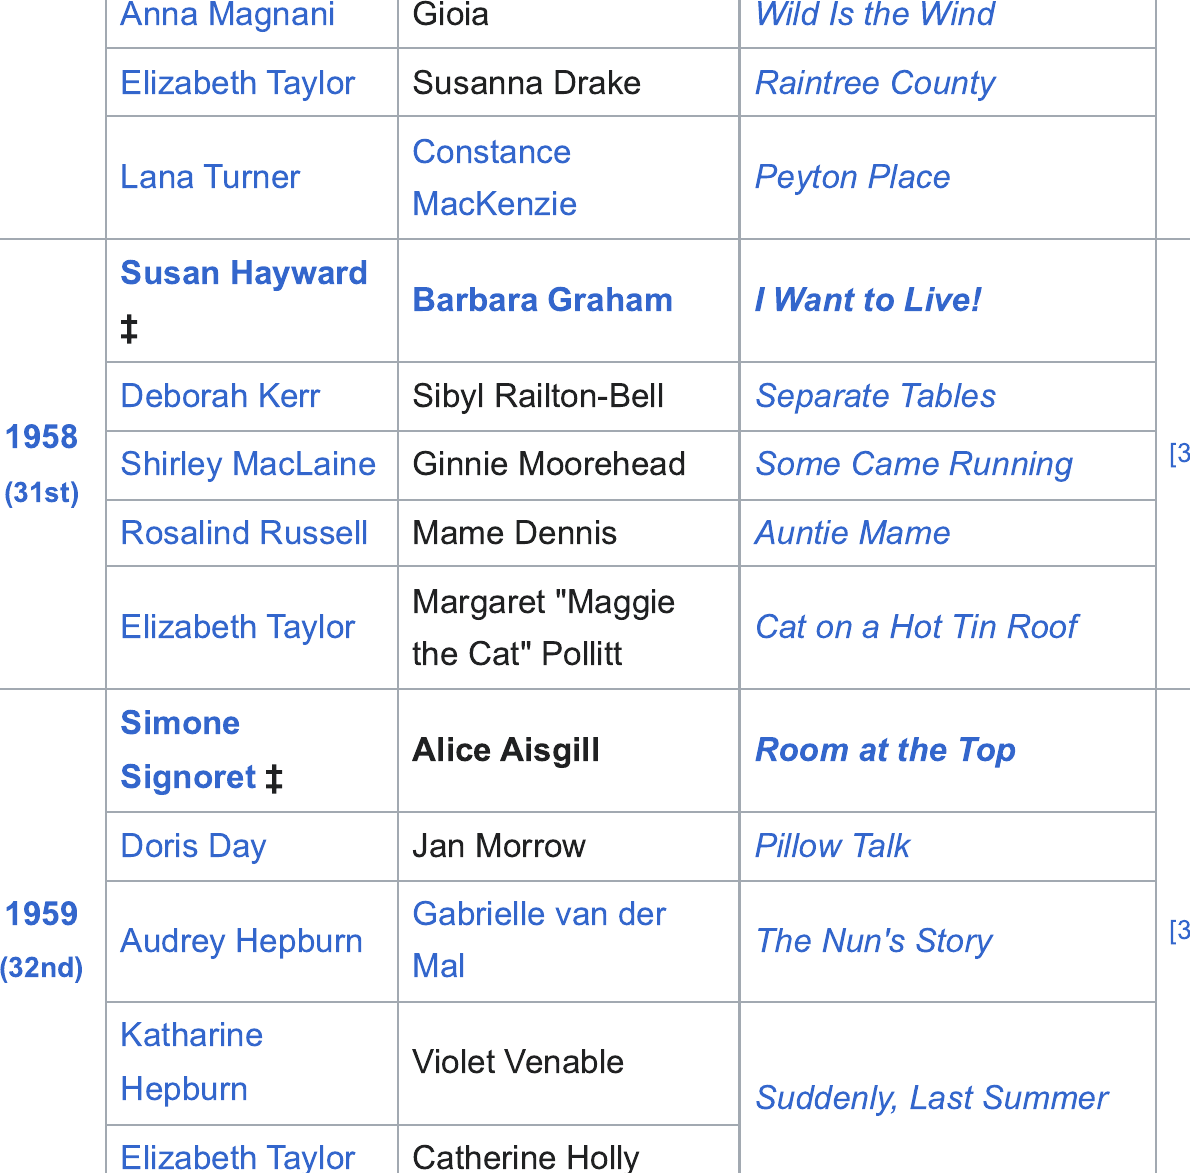 Anna Magnani Gioia Wild Is the Wind
Elizabeth Taylor Susanna Drake Raintree County
Lana Turner Constance MacKenzie Peyton Place
1958 (31st)
Susan Hayward ‡ Barbara Graham I Want to Live!
Deborah Kerr Sibyl Railton-Bell Separate Tables
Shirley MacLaine Ginnie Moorehead Some Came Running [3
Rosalind Russell Mame Dennis Auntie Mame
Elizabeth Taylor Margaret "Maggie the Cat" Pollitt Cat on a Hot Tin Roof
1959 (32nd)
Simone Signoret ‡ Alice Aisgill Room at the Top
Doris Day Jan Morrow Pillow Talk
Audrey Hepburn Gabrielle van der Mal The Nun's Story [3
Katharine Hepburn Violet Venable Suddenly, Last Summer
Elizabeth Taylor Catherine Holly